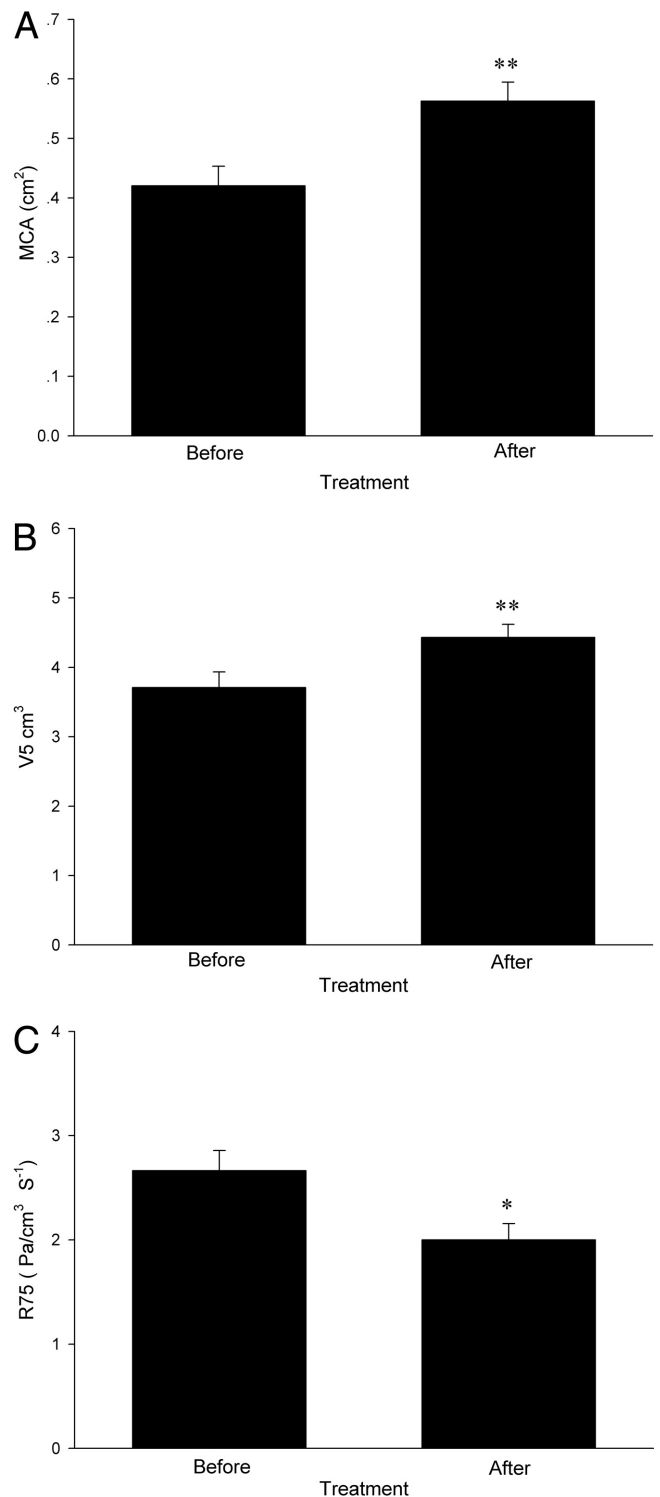 A
.7
.6
.5
.4
.3
.2
.1
0.0
MCA (cm²)
**
Before
After
Treatment
B
6
5
4
3
2
1
0
V5 cm³
**
Before
After
Treatment
C
4
3
2
1
0
R75 ( Pa/cm³ S⁻¹)
*
Before
After
Treatment